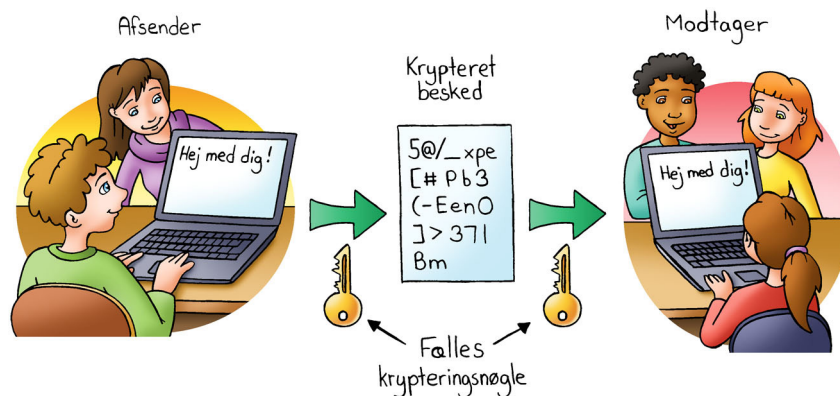 Afsender
Modtager
Krypteret
besked
Hej med dig!
5@/_xpe
[# Pb3
(-EenO
]>371
Bm
Hej med dig!
Fælles
krypteringsnøgle